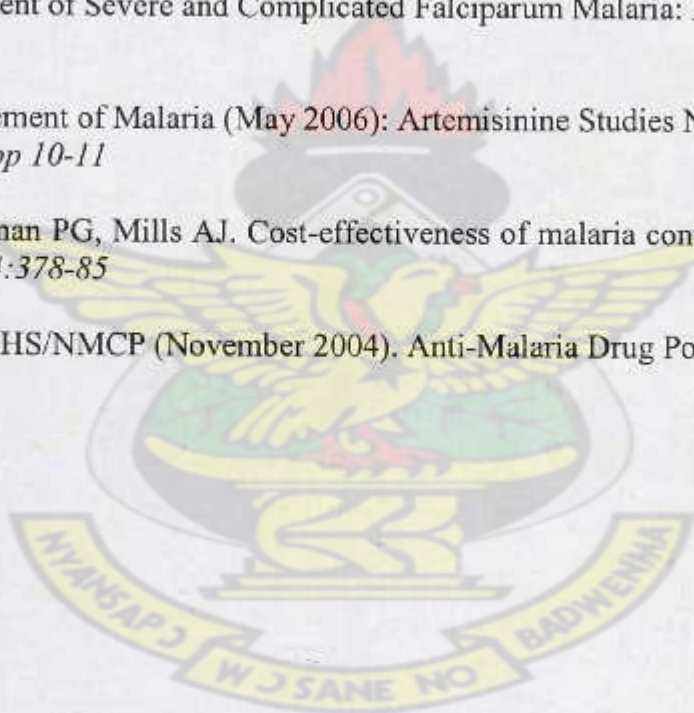 ent of Severe and Complicated Falciparum Malaria:
ement of Malaria (May 2006): Artemisinine Studies N
pp 10-11
nan PG, Mills AJ. Cost-effectiveness of malaria con
:378-85
HS/NMCP (November 2004). Anti-Malaria Drug Po
NYANSAPƆ WƆSANE NO BADWENMA